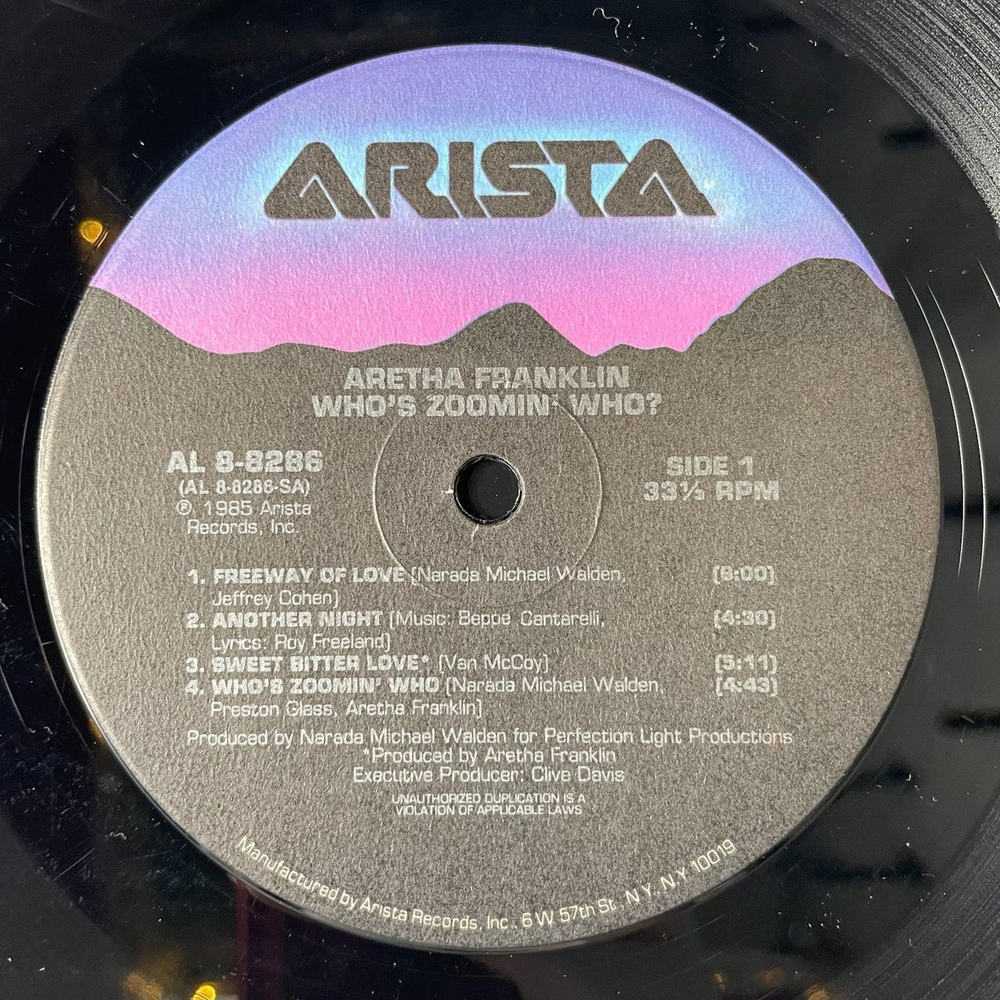 ARISTA
ARETHA FRANKLIN
WHO'S ZOOMIN' WHO?
AL 8-8286
(AL 8-8286-SA)
℗ 1985 Arista
Records, Inc.
SIDE 1
33⅓ RPM
1. FREEWAY OF LOVE [Narada Michael Walden, [6:00]
Jeffrey Cohen]
2. ANOTHER NIGHT [Music: Beppe Cantarelli, [4:30]
Lyrics: Roy Freeland]
3. SWEET BITTER LOVE* [Van McCoy] [5:11]
4. WHO'S ZOOMIN' WHO [Narada Michael Walden, [4:43]
Preston Glass, Aretha Franklin]
Produced by Narada Michael Walden for Perfection Light Productions
*Produced by Aretha Franklin
Executive Producer: Clive Davis
UNAUTHORIZED DUPLICATION IS A
VIOLATION OF APPLICABLE LAWS
Manufactured by Arista Records, Inc., 6 W 57th St., N.Y. N.Y. 10019